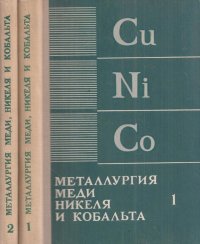 МЕТАЛЛУРГИЯ МЕДИ, НИКЕЛЯ И КОБАЛЬТА
2
МЕТАЛЛУРГИЯ МЕДИ, НИКЕЛЯ И КОБАЛЬТА
1
Cu
Ni
Co
МЕТАЛЛУРГИЯ
МЕДИ
НИКЕЛЯ
И КОБАЛЬТА
1